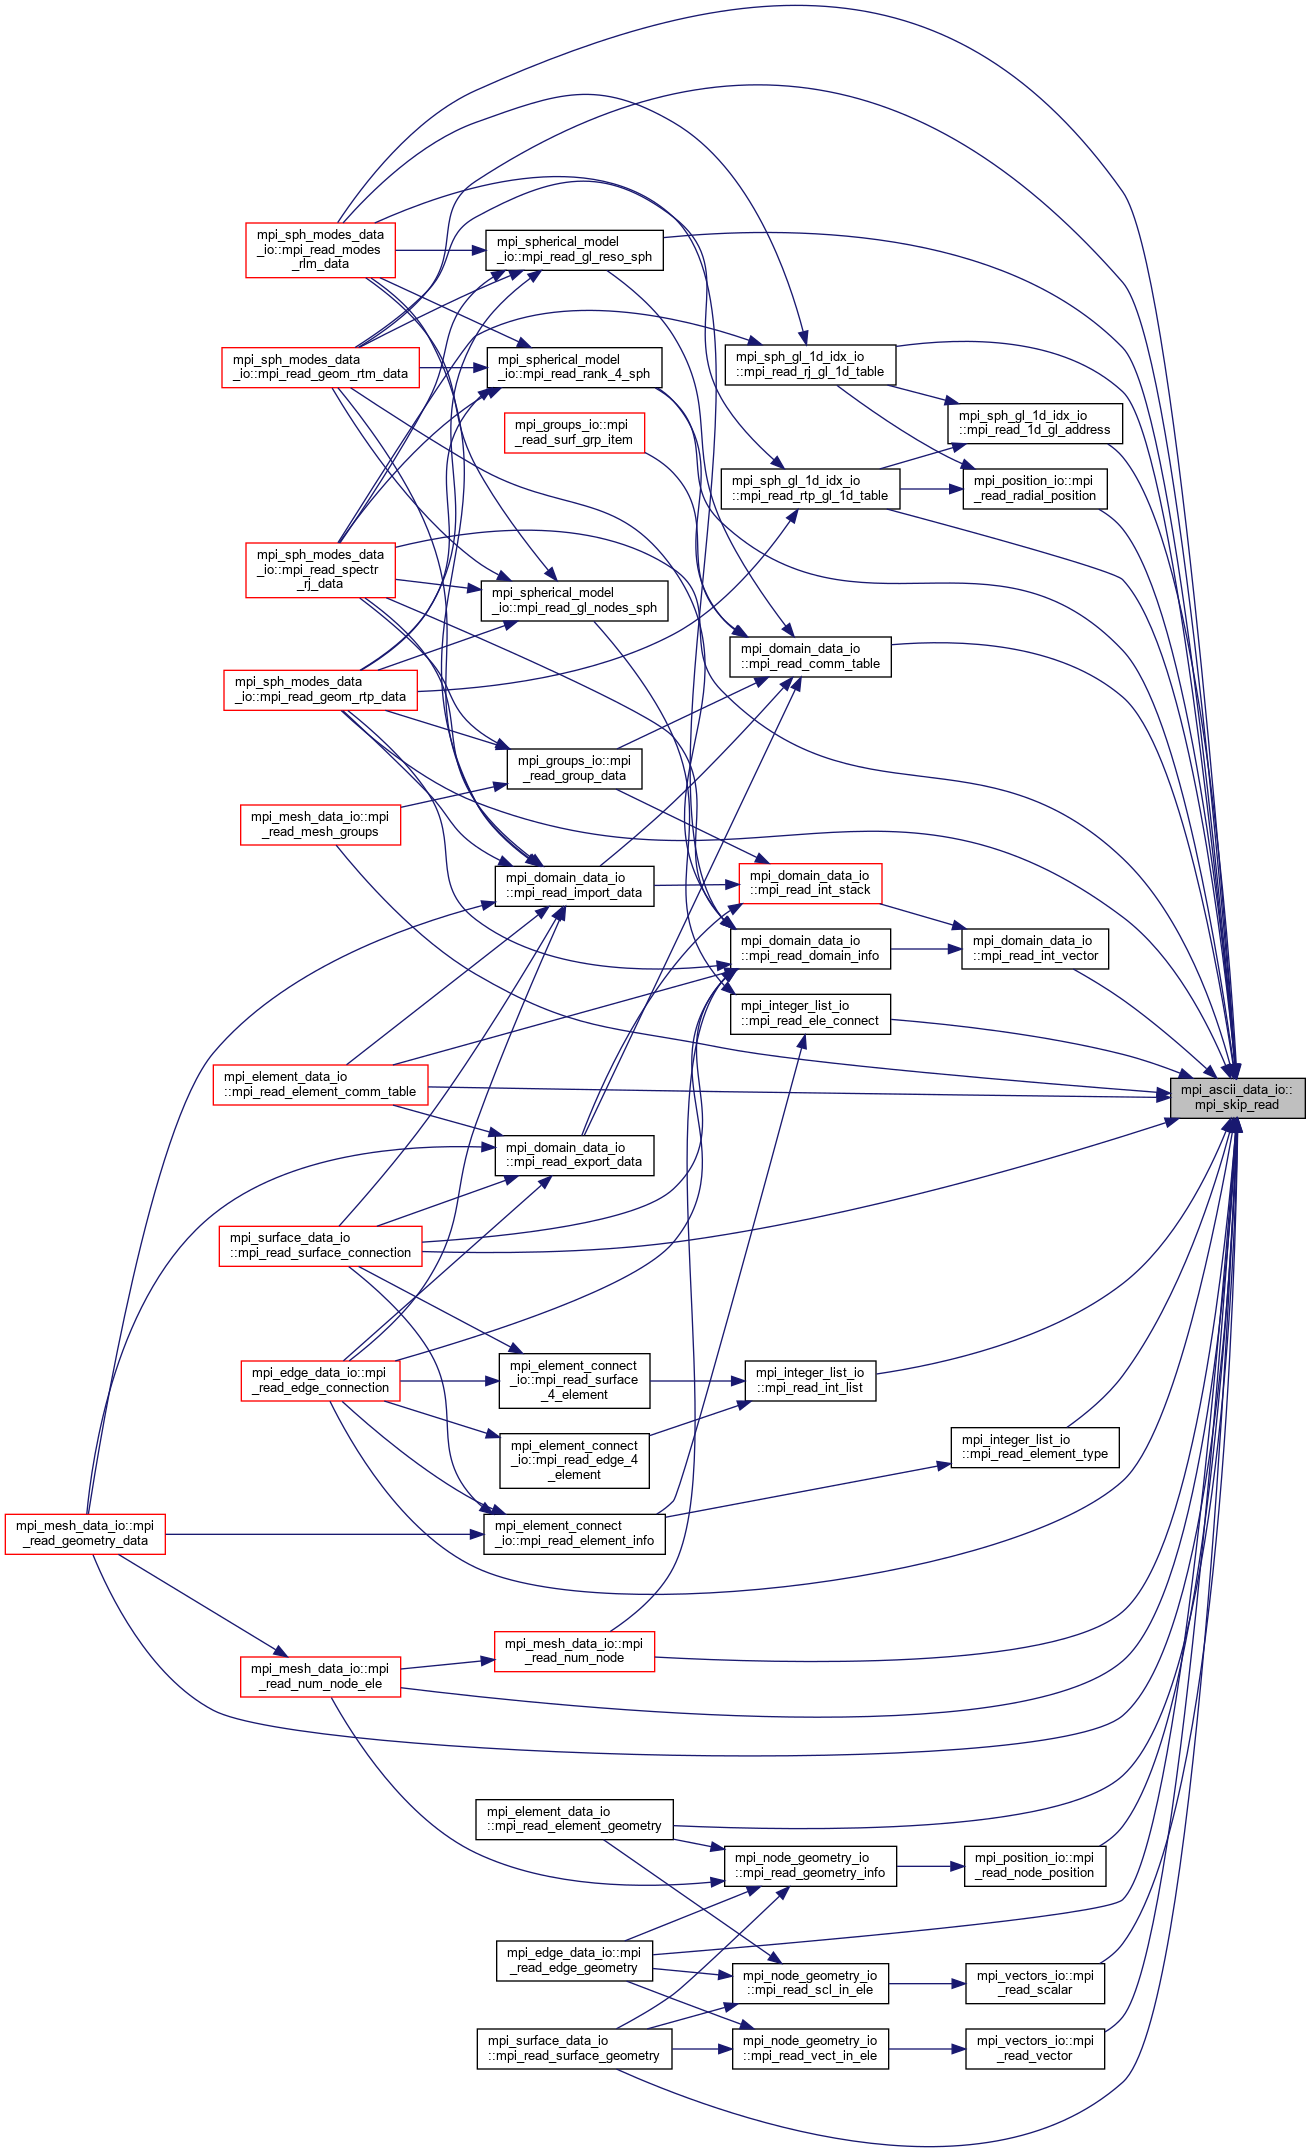 mpi_sph_modes_data
_io::mpi_read_modes
_rlm_data
mpi_spherical_model
_io::mpi_read_gl_reso_sph
mpi_sph_modes_data
_io::mpi_read_geom_rtm_data
mpi_spherical_model
_io::mpi_read_rank_4_sph
mpi_sph_gl_1d_idx_io
::mpi_read_rj_gl_1d_table
mpi_groups_io::mpi
_read_surf_grp_item
mpi_sph_gl_1d_idx_io
::mpi_read_1d_gl_address
mpi_sph_gl_1d_idx_io
::mpi_read_rtp_gl_1d_table
mpi_position_io::mpi
_read_radial_position
mpi_sph_modes_data
_io::mpi_read_spectr
_rj_data
mpi_spherical_model
_io::mpi_read_gl_nodes_sph
mpi_domain_data_io
::mpi_read_comm_table
mpi_sph_modes_data
_io::mpi_read_geom_rtp_data
mpi_groups_io::mpi
_read_group_data
mpi_mesh_data_io::mpi
_read_mesh_groups
mpi_domain_data_io
::mpi_read_import_data
mpi_domain_data_io
::mpi_read_int_stack
mpi_domain_data_io
::mpi_read_domain_info
mpi_domain_data_io
::mpi_read_int_vector
mpi_integer_list_io
::mpi_read_ele_connect
mpi_element_data_io
::mpi_read_element_comm_table
mpi_ascii_data_io::
mpi_skip_read
mpi_domain_data_io
::mpi_read_export_data
mpi_surface_data_io
::mpi_read_surface_connection
mpi_edge_data_io::mpi
_read_edge_connection
mpi_element_connect
_io::mpi_read_surface
_4_element
mpi_integer_list_io
::mpi_read_int_list
mpi_element_connect
_io::mpi_read_edge_4
_element
mpi_integer_list_io
::mpi_read_element_type
mpi_mesh_data_io::mpi
_read_geometry_data
mpi_element_connect
_io::mpi_read_element_info
mpi_mesh_data_io::mpi
_read_num_node
mpi_mesh_data_io::mpi
_read_num_node_ele
mpi_element_data_io
::mpi_read_element_geometry
mpi_node_geometry_io
::mpi_read_geometry_info
mpi_position_io::mpi
_read_node_position
mpi_edge_data_io::mpi
_read_edge_geometry
mpi_node_geometry_io
::mpi_read_scl_in_ele
mpi_vectors_io::mpi
_read_scalar
mpi_surface_data_io
::mpi_read_surface_geometry
mpi_node_geometry_io
::mpi_read_vect_in_ele
mpi_vectors_io::mpi
_read_vector